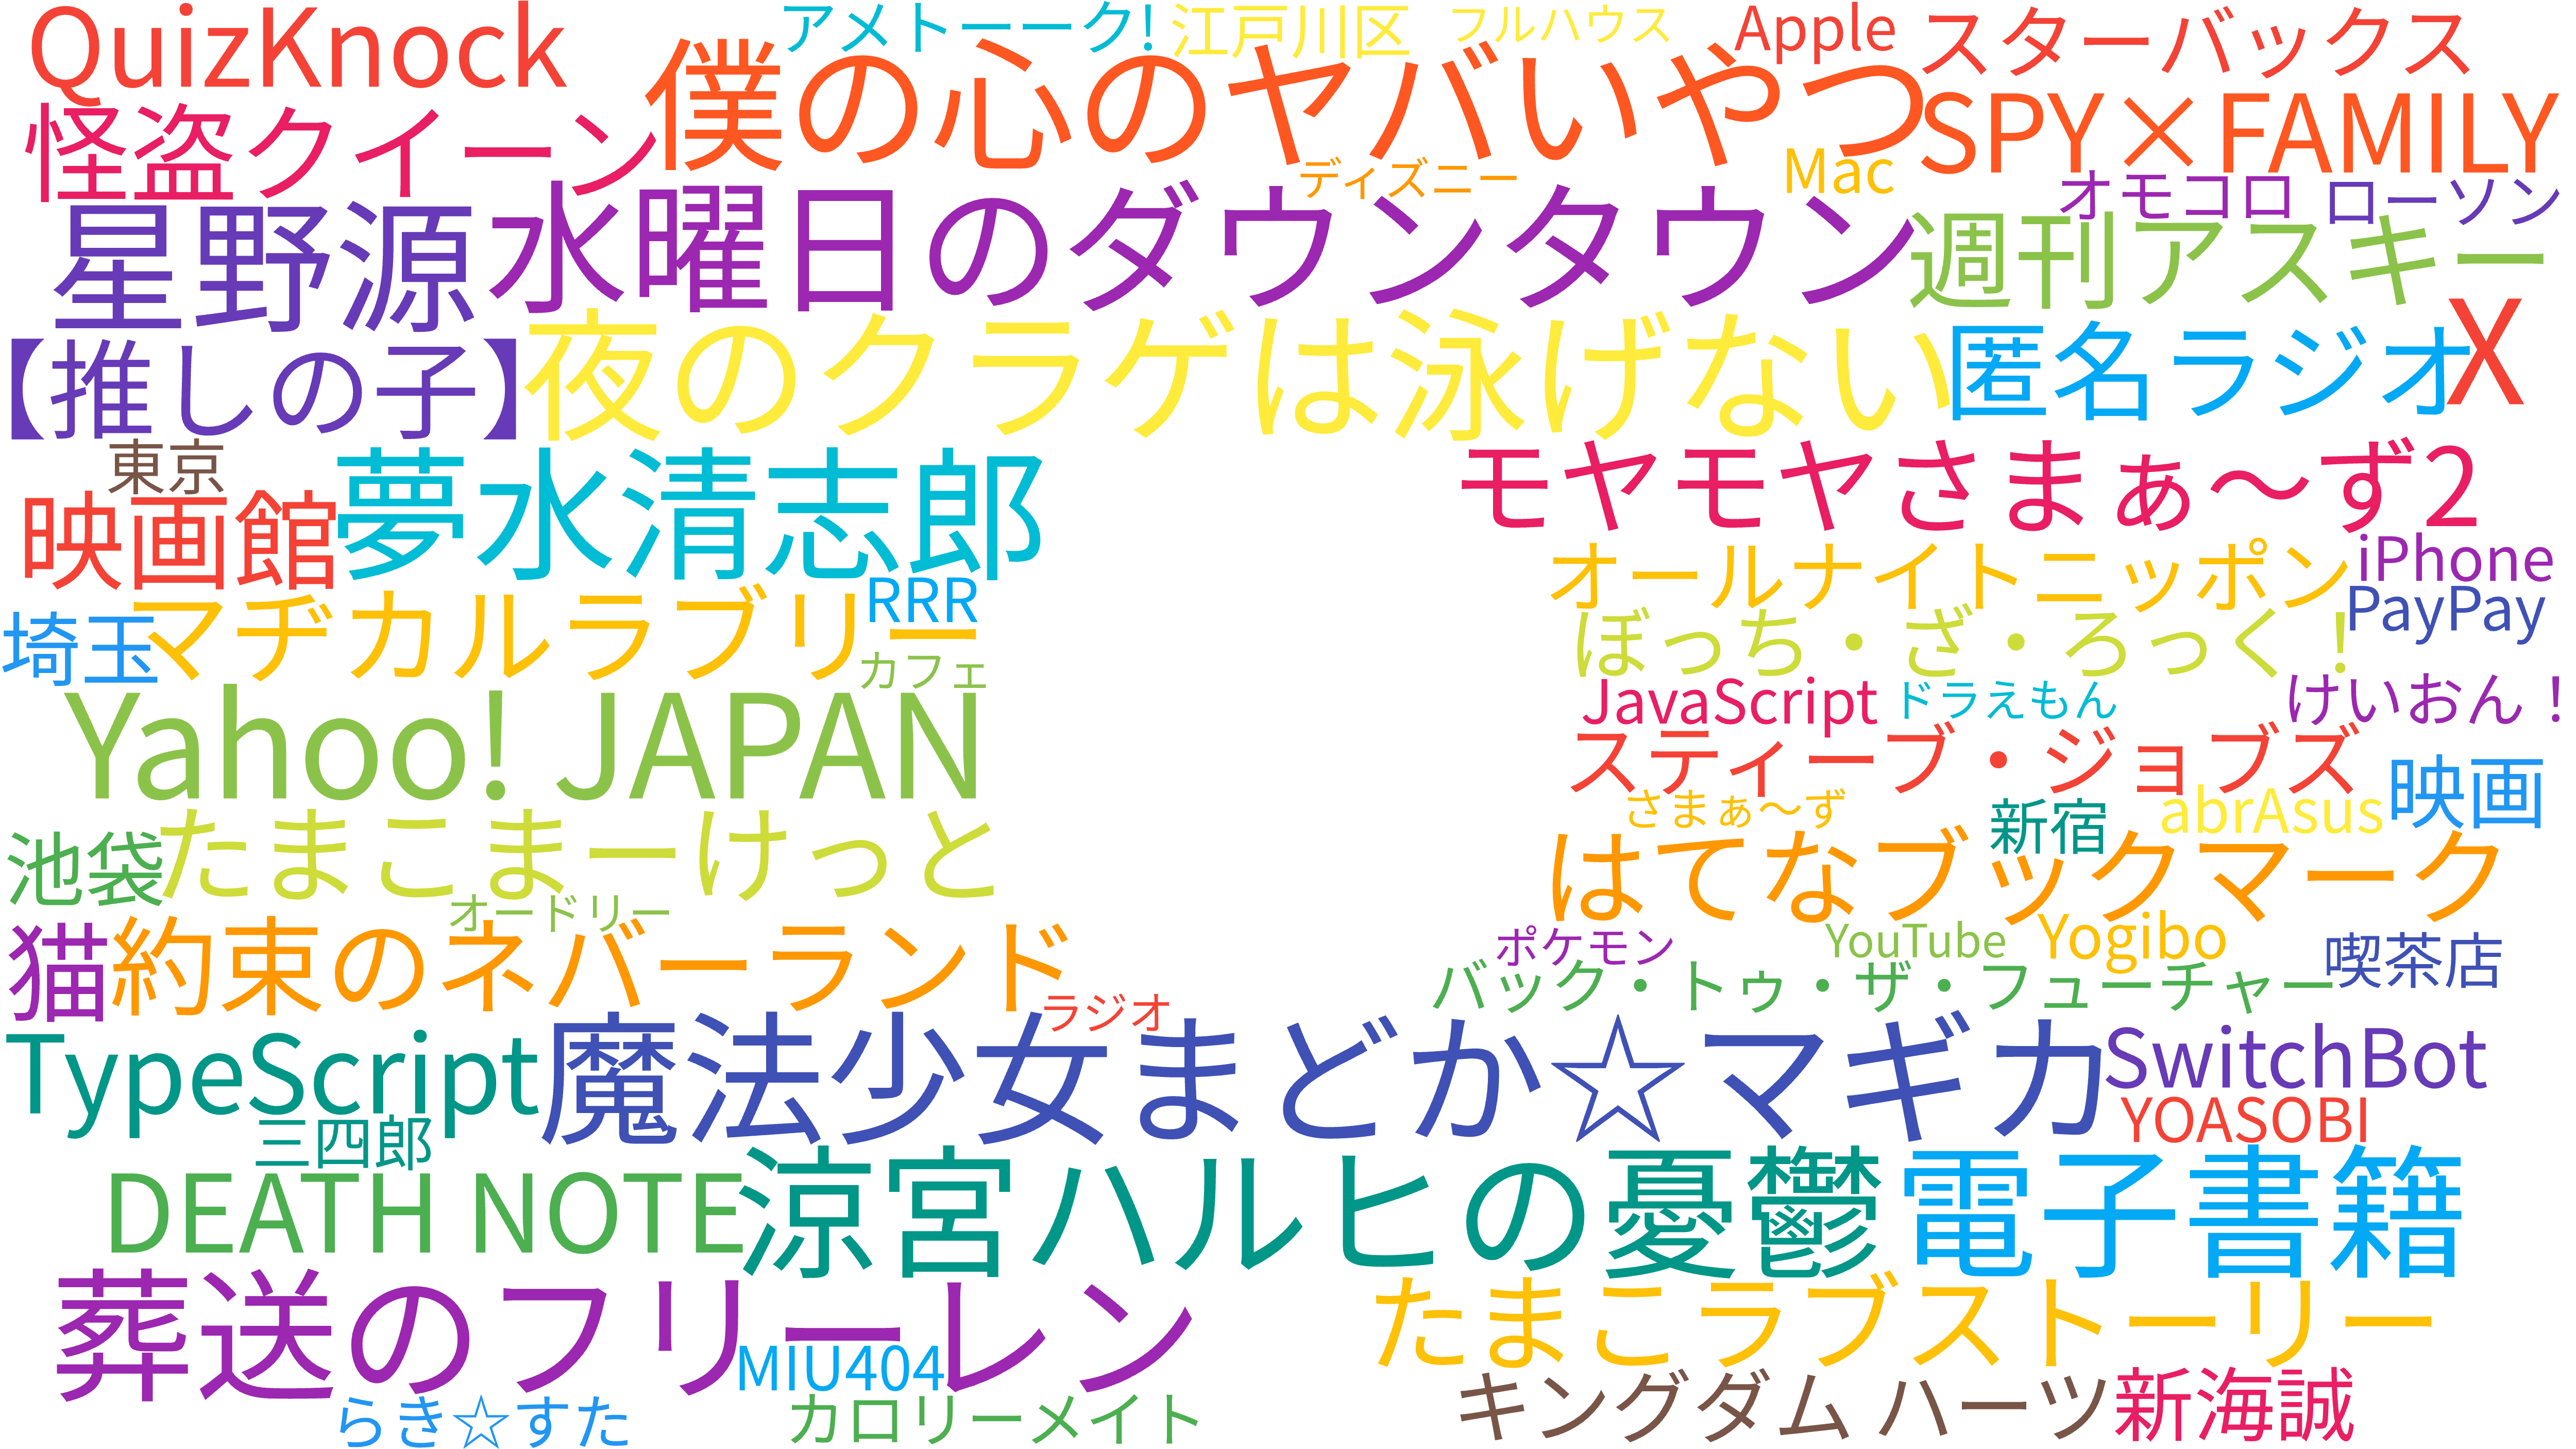 QuizKnock
アメトーーク!
江戸川区
フルハウス
Apple
スターバックス
怪盗クイーン
僕の心のヤバいやつ
SPY×FAMILY
ディズニー
Mac
オモコロ
ローソン
星野源
水曜日のダウンタウン
週刊アスキー
【推しの子】
夜のクラゲは泳げない
匿名ラジオ
X
東京
映画館
夢水清志郎
モヤモヤさまぁ〜ず2
オールナイトニッポン
iPhone
埼玉
マヂカルラブリー
RRR
ぼっち・ざ・ろっく！
PayPay
カフェ
Yahoo! JAPAN
JavaScript
ドラえもん
けいおん！
スティーブ・ジョブズ
さまぁ〜ず
新宿
abrAsus
映画
池袋
たまこまーけっと
はてなブックマーク
オードリー
猫
約束のネバーランド
ポケモン
YouTube
Yogibo
喫茶店
バック・トゥ・ザ・フューチャー
ラジオ
TypeScript
魔法少女まどか☆マギカ
SwitchBot
YOASOBI
三四郎
DEATH NOTE
涼宮ハルヒの憂鬱
電子書籍
葬送のフリーレン
MIU404
たまこラブストーリー
らき☆すた
カロリーメイト
キングダム ハーツ
新海誠